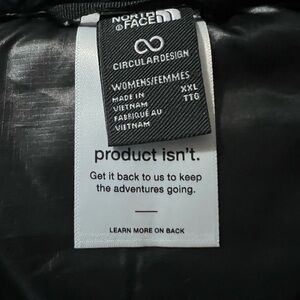 NORTH
FACE
CIRCULARDESIGN
WOMENS/FEMMES
MADE IN XXL
VIETNAM TTG
FABRIQUÉ AU
VIETNAM
product isn't.
Get it back to us to keep
the adventures going.
LEARN MORE ON BACK